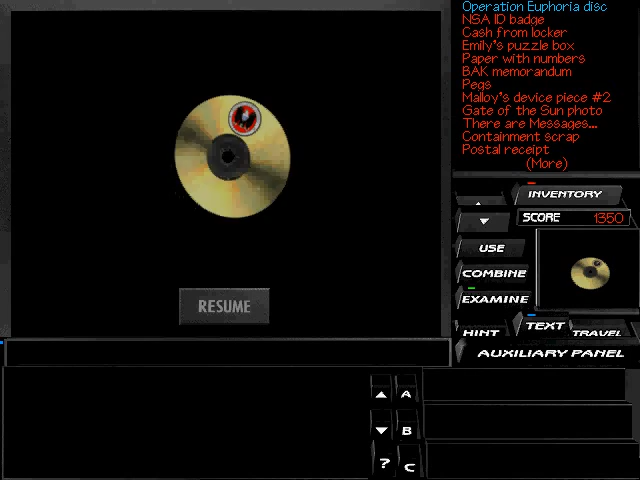 Operation Euphoria disc
NSA ID badge
Cash from locker
Emily's puzzle box
Paper with numbers
BAK memorandum
Pegs
Malloy's device piece #2
Gate of the Sun photo
There are Messages...
Containment scrap
Postal receipt
(More)
INVENTORY
SCORE 1350
USE
COMBINE
EXAMINE
HINT TEXT TRAVEL
AUXILIARY PANEL
RESUME
A
B
? C